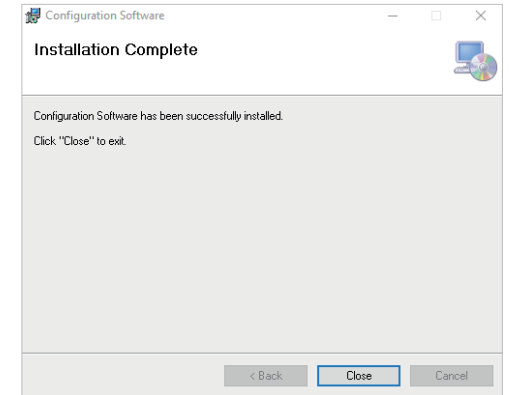 Configuration Software
Installation Complete
Configuration Software has been successfully installed.
Click "Close" to exit.
< Back
Close
Cancel